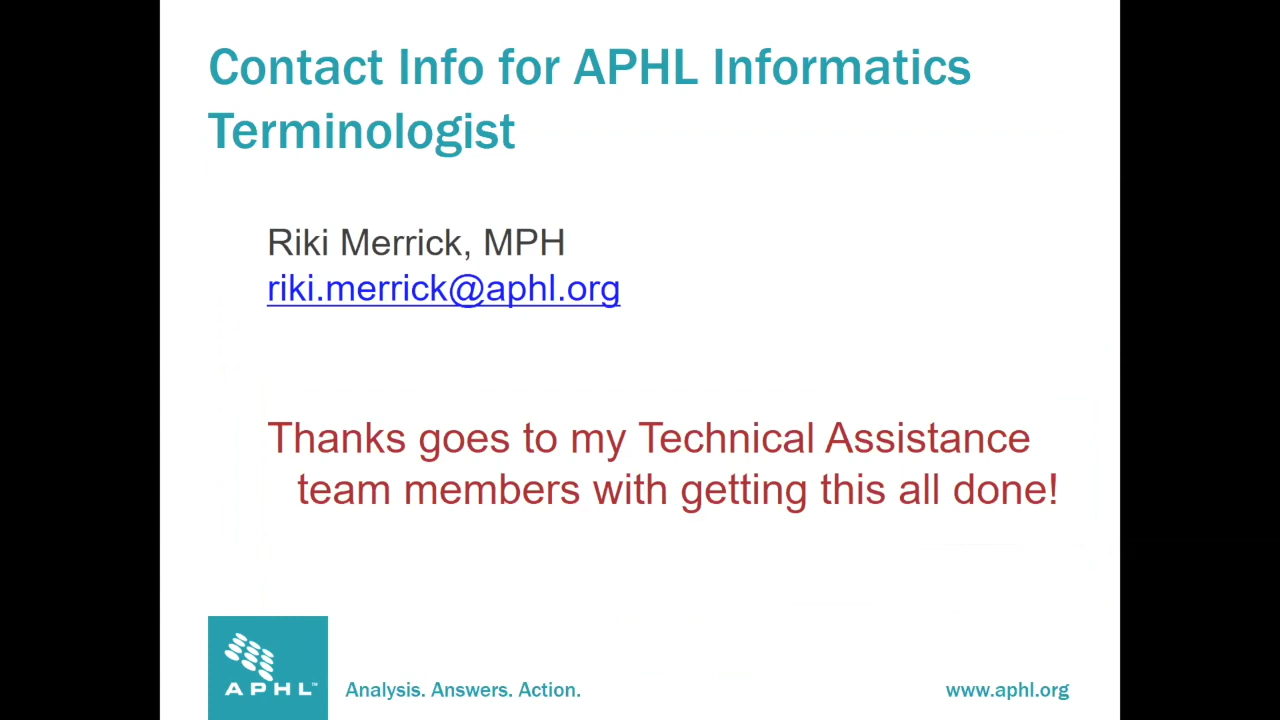 Contact Info for APHL Informatics
Terminologist
Riki Merrick, MPH
riki.merrick@aphl.org
Thanks goes to my Technical Assistance
team members with getting this all done!
APHL™
Analysis. Answers. Action.
www.aphl.org